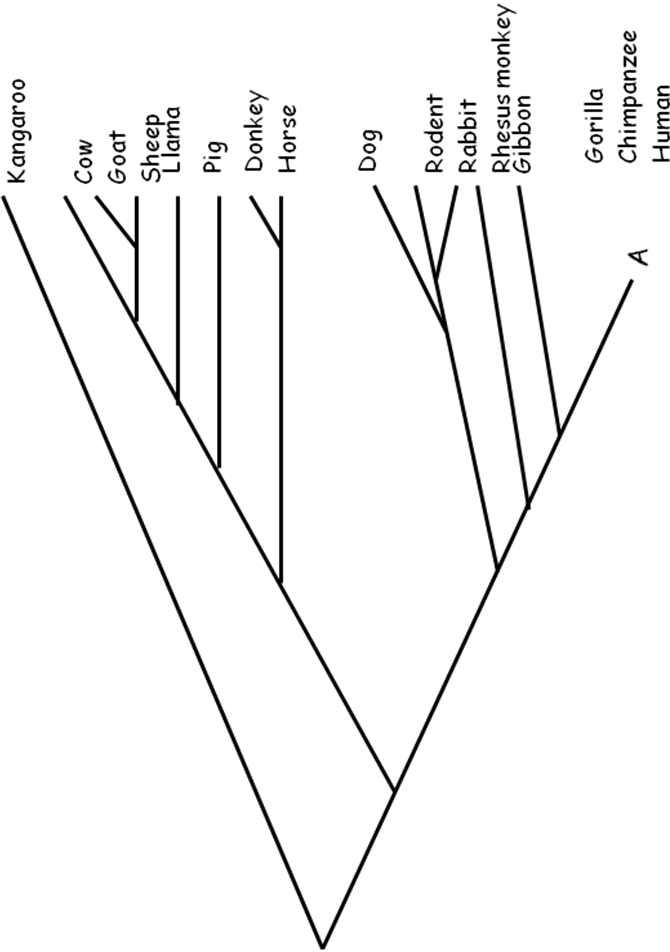 Kangaroo
Cow
Goat
Sheep
Llama
Pig
Donkey
Horse
Dog
Rodent
Rabbit
Rhesus monkey
Gibbon
Gorilla
Chimpanzee
Human
A